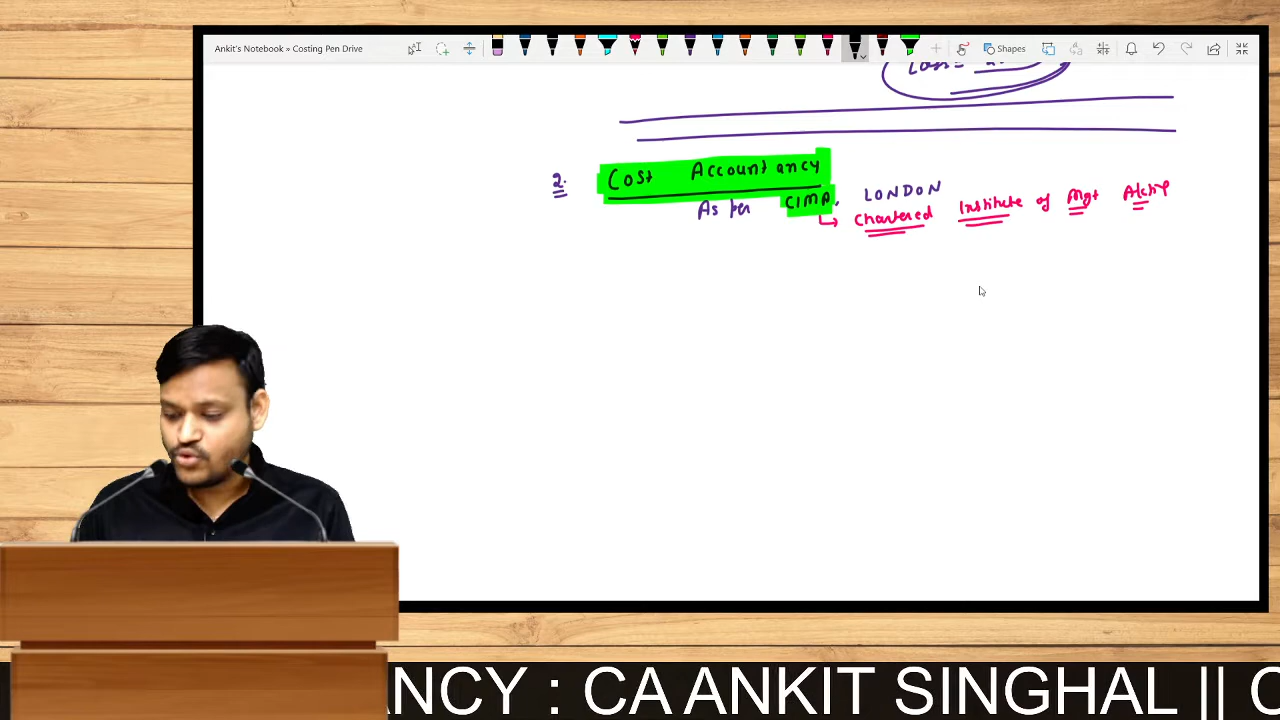 Ankit's Notebook » Costing Pen Drive
Shapes
2. Cost Accountancy
As per CIMA, LONDON
Chartered Institute of Mgt
NCY : CA ANKIT SINGHAL || C